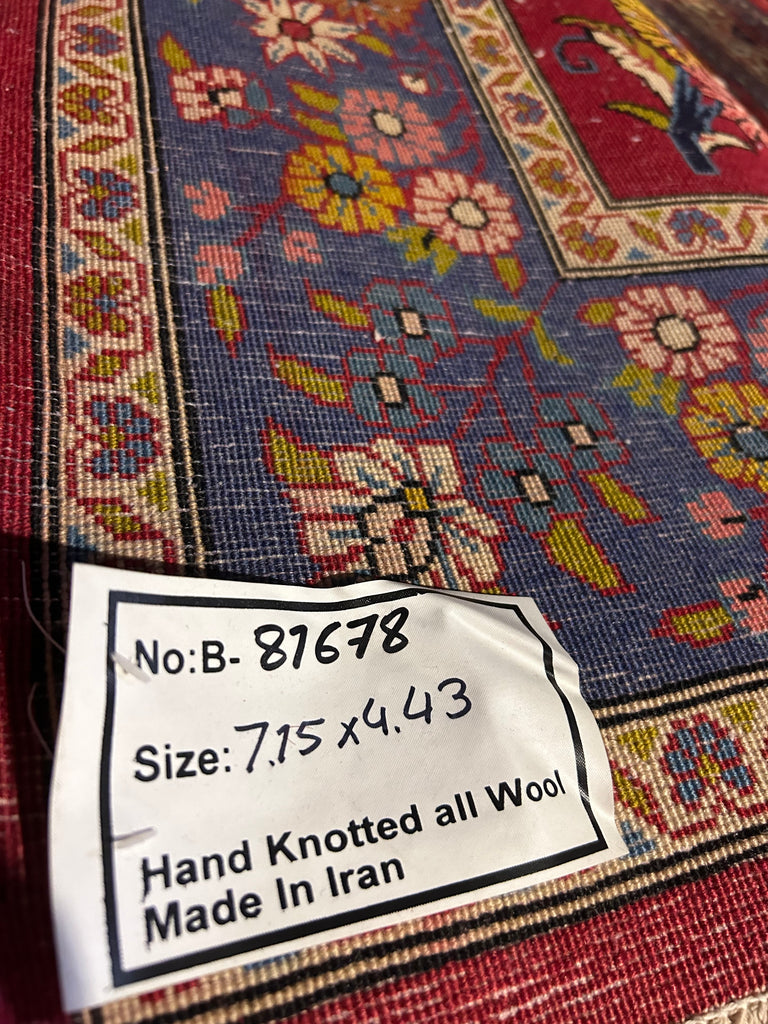 No:B- 81678
Size: 7.15 x 4.43
Hand Knotted all Wool
Made In Iran